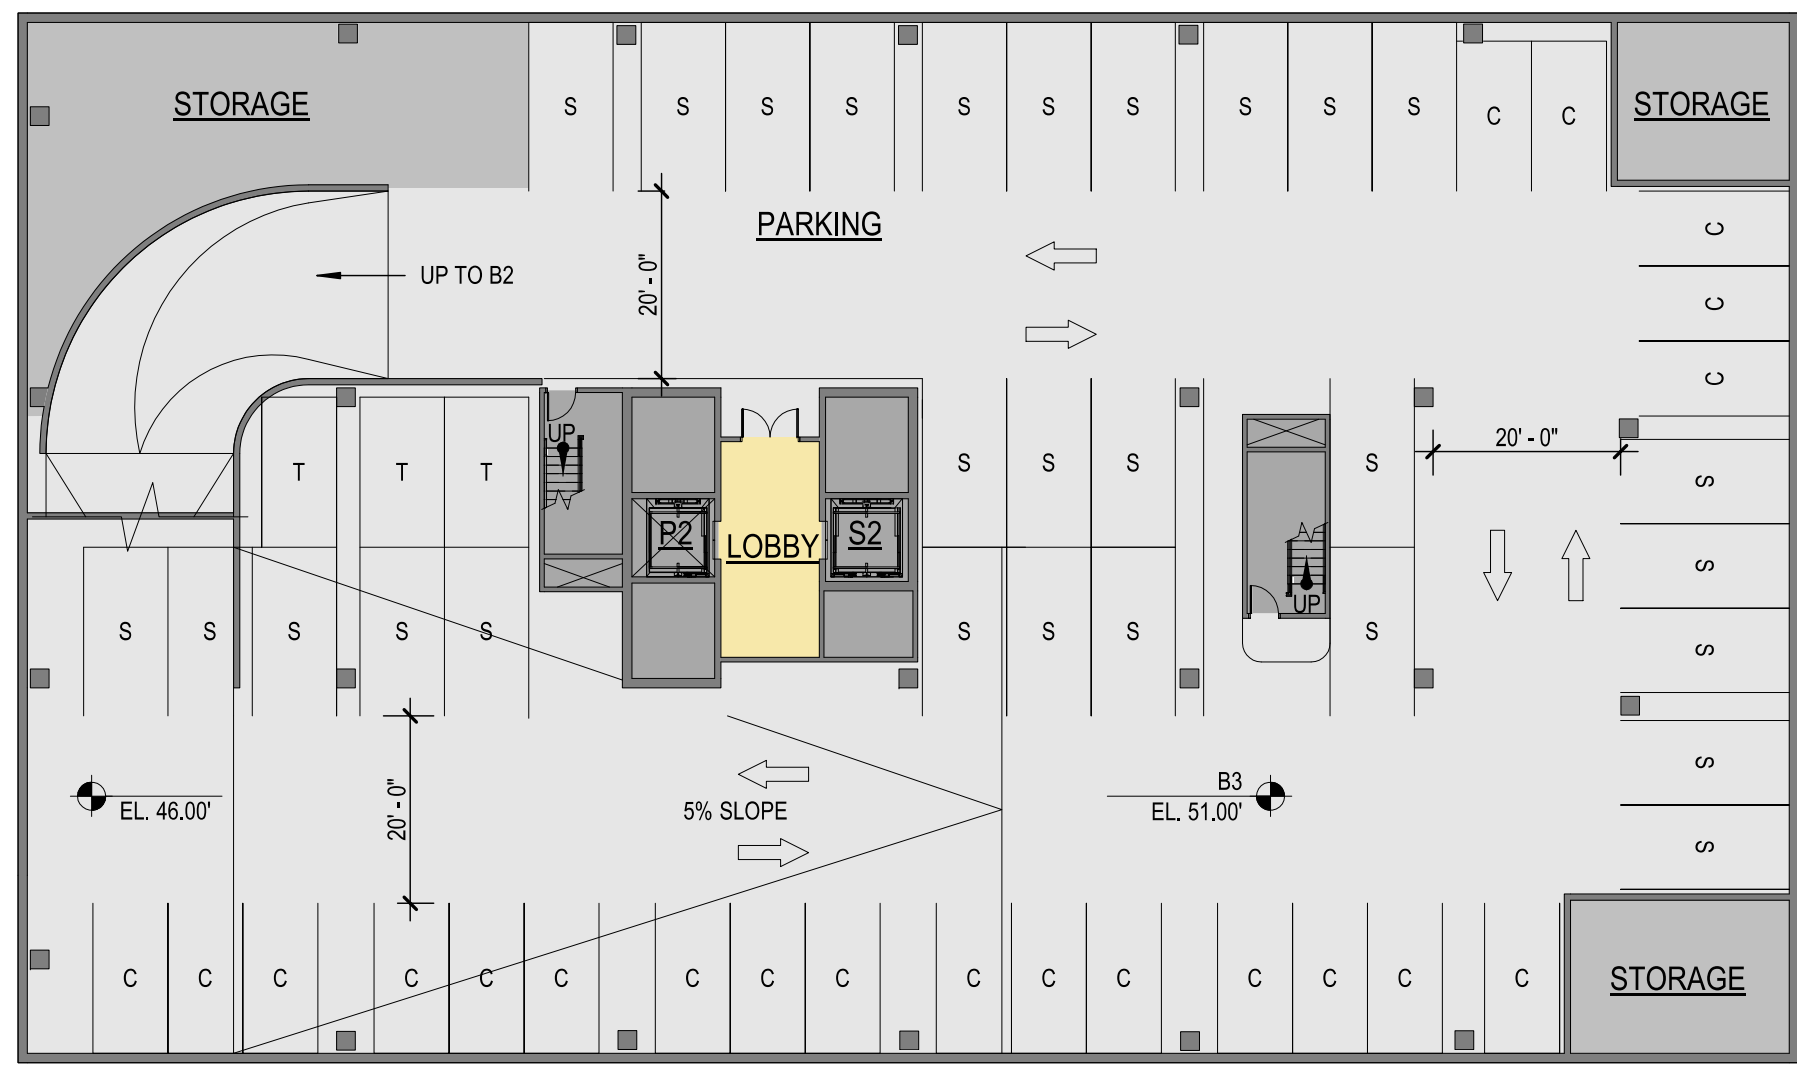 STORAGE
S S S S S S S S S S C C
STORAGE
PARKING
C
UP TO B2
20' - 0"
C
C
UP
T T T
S S S S
20' - 0"
S
P2
LOBBY
S2
S
UP
S S S S S
S S S S
S
S
B3
EL. 46.00'
20' - 0"
5% SLOPE
EL. 51.00'
S
C C C C C C C C C C C C C C C C
STORAGE